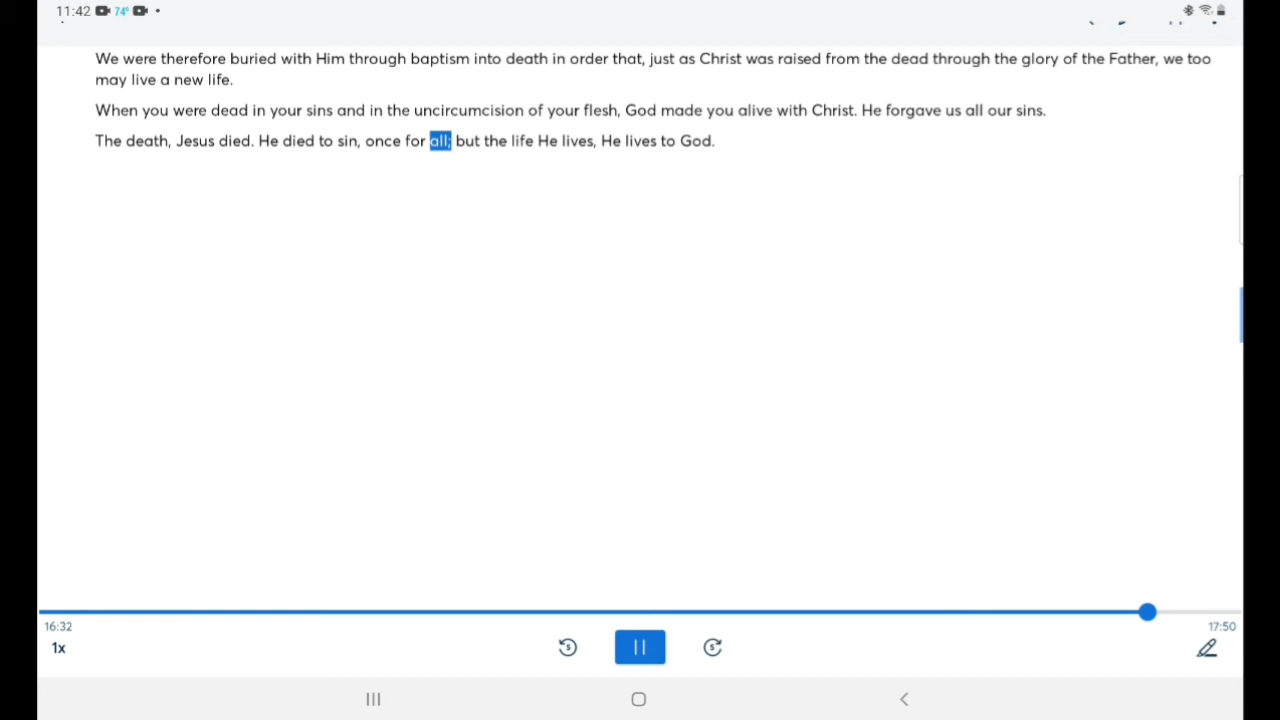 11:42 74°
We were therefore buried with Him through baptism into death in order that, just as Christ was raised from the dead through the glory of the Father, we too
may live a new life.
When you were dead in your sins and in the uncircumcision of your flesh, God made you alive with Christ. He forgave us all our sins.
The death, Jesus died. He died to sin, once for all; but the life He lives, He lives to God.
16:32 17:50
1x 5 5